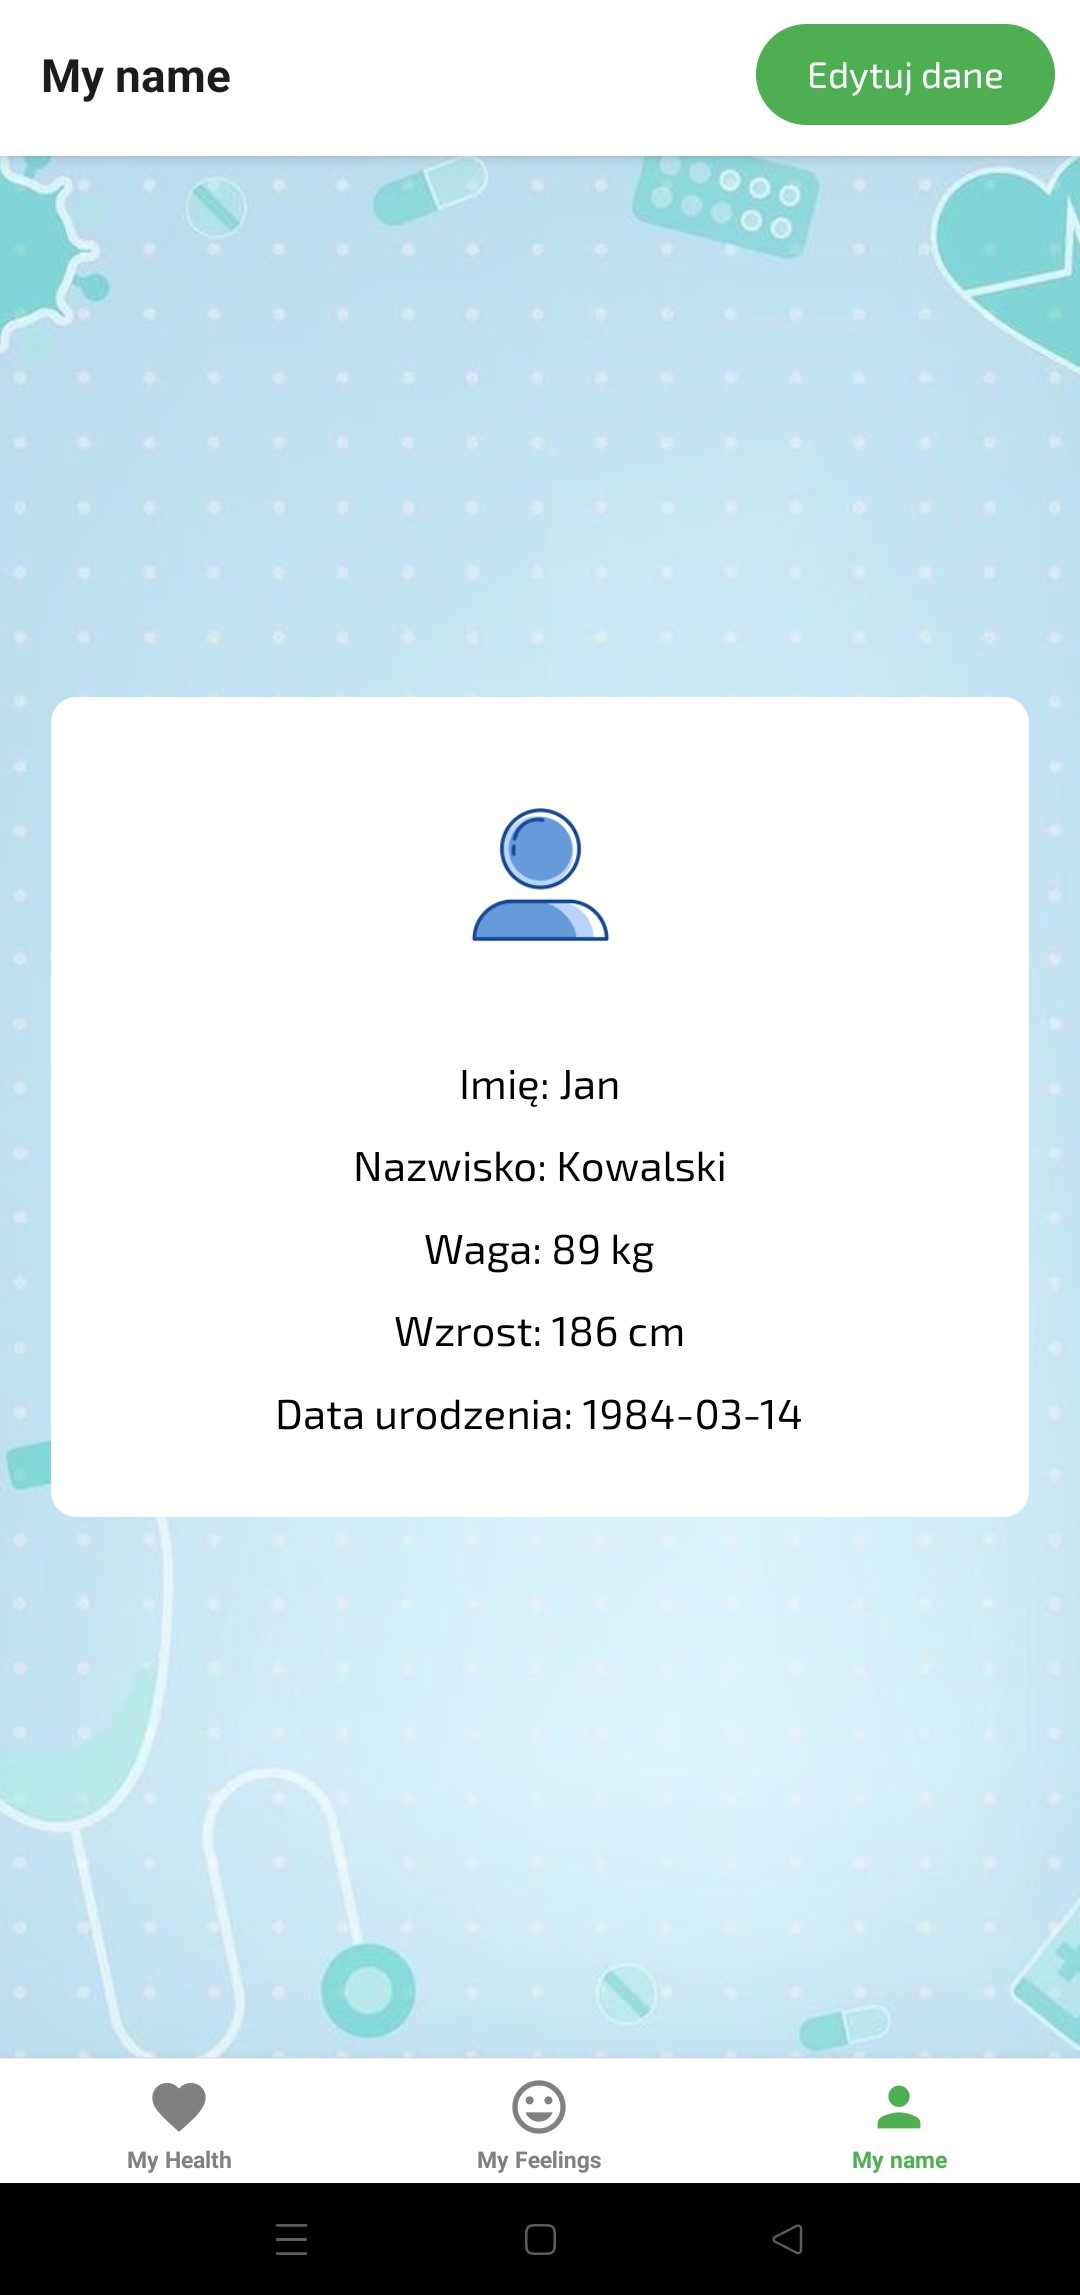 My name
Edytuj dane
Imię: Jan
Nazwisko: Kowalski
Waga: 89 kg
Wzrost: 186 cm
Data urodzenia: 1984-03-14
My Health
My Feelings
My name